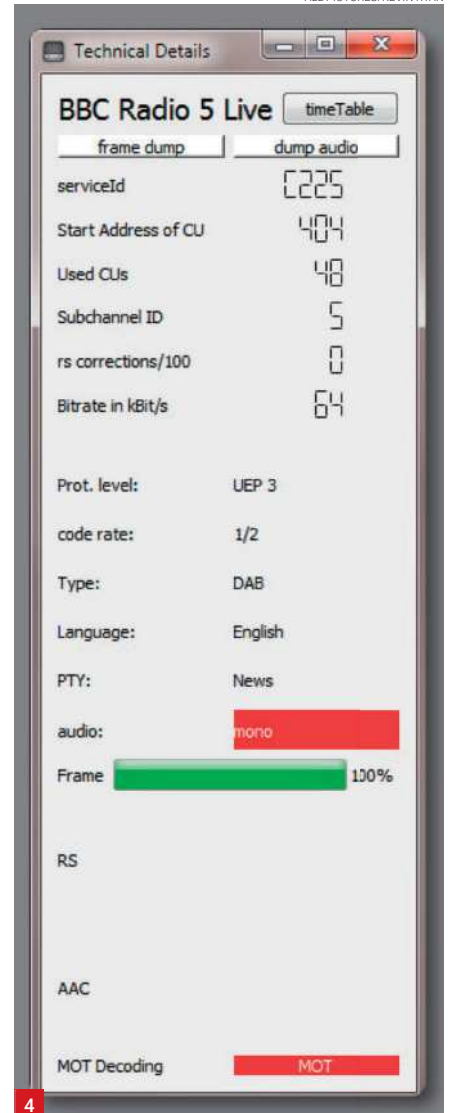 Technical Details
BBC Radio 5 Live timeTable
frame dump dump audio
serviceId C225
Start Address of CU 404
Used CUs 48
Subchannel ID 5
rs corrections/100 0
Bitrate in kBit/s 64
Prot. level: UEP 3
code rate: 1/2
Type: DAB
Language: English
PTY: News
audio: mono
Frame 100%
RS
AAC
MOT Decoding MOT
4